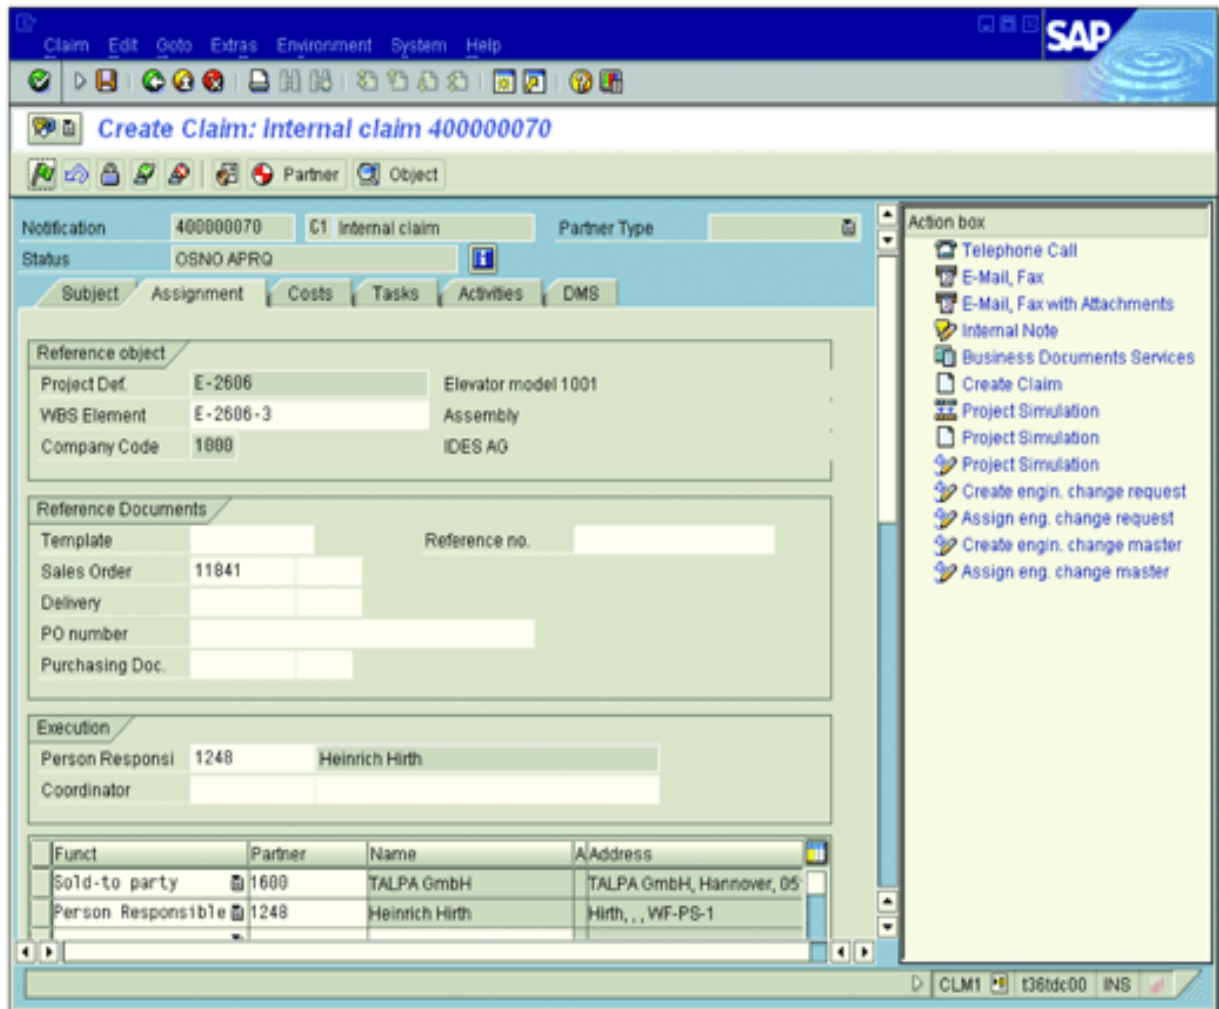 SAP
Claim Edit Goto Extras Environment System Help
Create Claim: Internal claim 400000070
Partner Object
Notification 400000070 C1 Internal claim Partner Type
Status OSNO APRQ
Subject Assignment Costs Tasks Activities DMS
Reference object
Project Def. E-2606 Elevator model 1001
WBS Element E-2606-3 Assembly
Company Code 1000 IDES AG
Reference Documents
Template Reference no.
Sales Order 11841
Delivery
PO number
Purchasing Doc.
Execution
Person Responsi 1248 Heinrich Hirth
Coordinator
Funct Partner Name A Address
Sold-to party 1600 TALPA GmbH TALPA GmbH, Hannover, 05
Person Responsible 1248 Heinrich Hirth Hirth, , , WF-PS-1
Action box
Telephone Call
E-Mail, Fax
E-Mail, Fax with Attachments
Internal Note
Business Documents Services
Create Claim
Project Simulation
Project Simulation
Project Simulation
Create engin. change request
Assign eng. change request
Create engin. change master
Assign eng. change master
CLM1 t36tdc00 INS